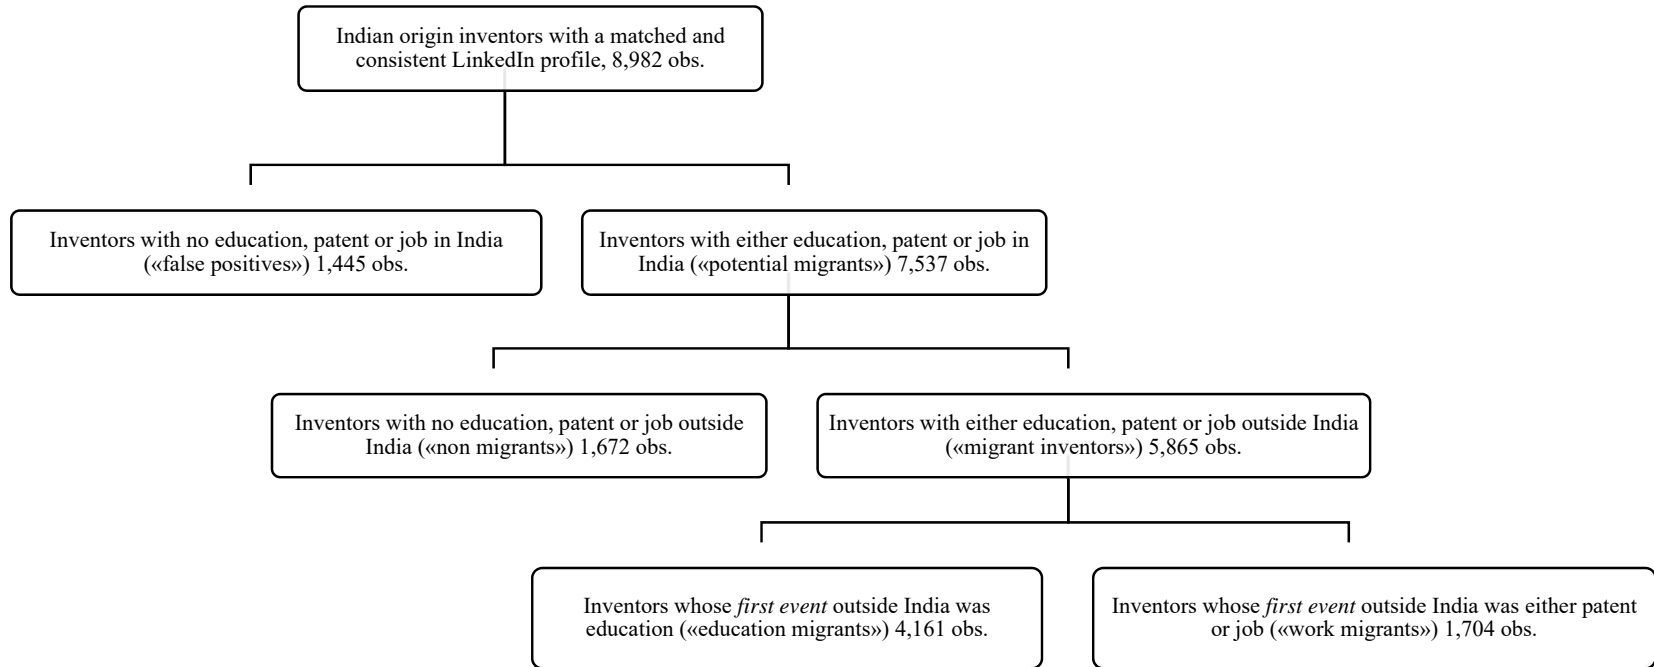 Indian origin inventors with a matched and
consistent LinkedIn profile, 8,982 obs.
Inventors with no education, patent or job in India
(«false positives») 1,445 obs.
Inventors with either education, patent or job in
India («potential migrants») 7,537 obs.
Inventors with no education, patent or job outside
India («non migrants») 1,672 obs.
Inventors with either education, patent or job outside India
(«migrant inventors») 5,865 obs.
Inventors whose first event outside India was
education («education migrants») 4,161 obs.
Inventors whose first event outside India was either patent
or job («work migrants») 1,704 obs.